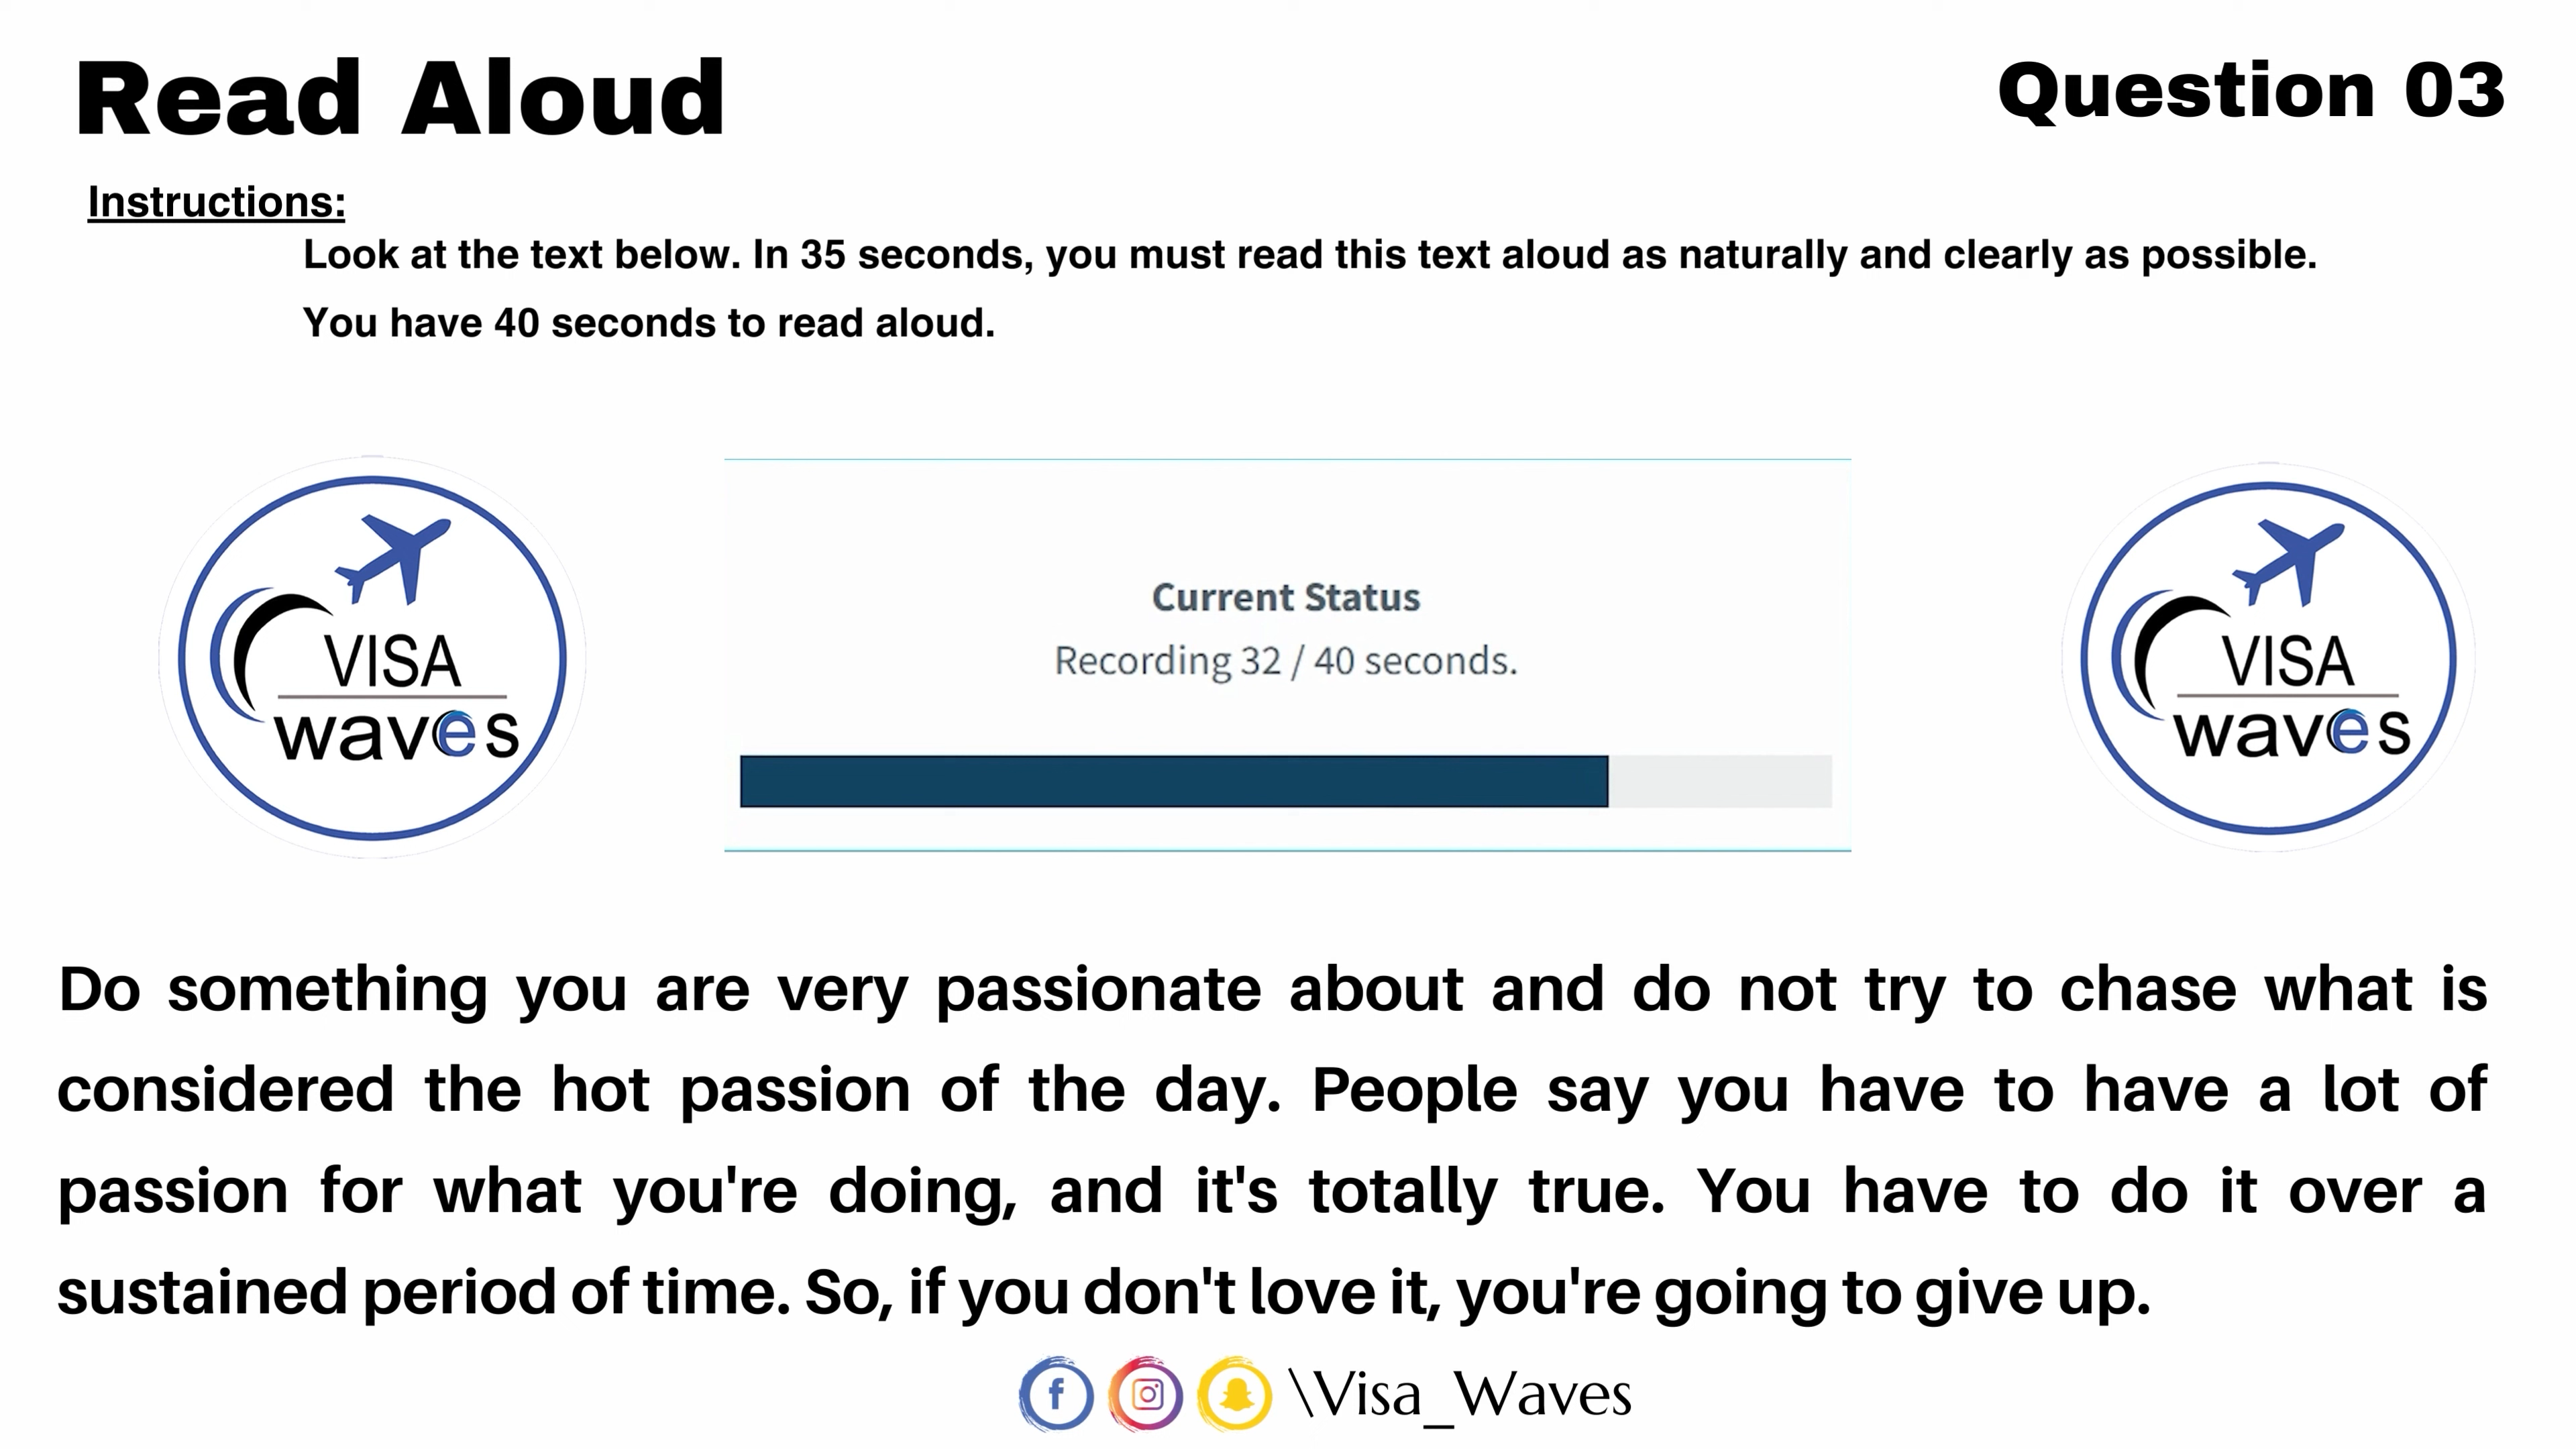 Read Aloud
Question 03
Instructions:
Look at the text below. In 35 seconds, you must read this text aloud as naturally and clearly as possible.
You have 40 seconds to read aloud.
VISA
waves
Current Status
Recording 32 / 40 seconds.
VISA
waves
Do something you are very passionate about and do not try to chase what is
considered the hot passion of the day. People say you have to have a lot of
passion for what you're doing, and it's totally true. You have to do it over a
sustained period of time. So, if you don't love it, you're going to give up.
\Visa_Waves